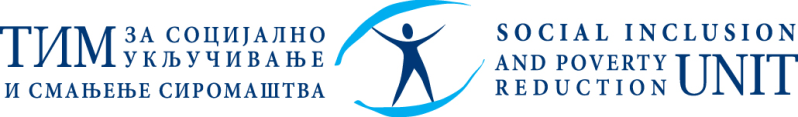 ТИМ ЗА СОЦИЈАЛНО
УКЉУЧИВАЊЕ
И СМАЊЕЊЕ СИРОМАШТВА
SOCIAL INCLUSION
AND POVERTY
REDUCTION UNIT